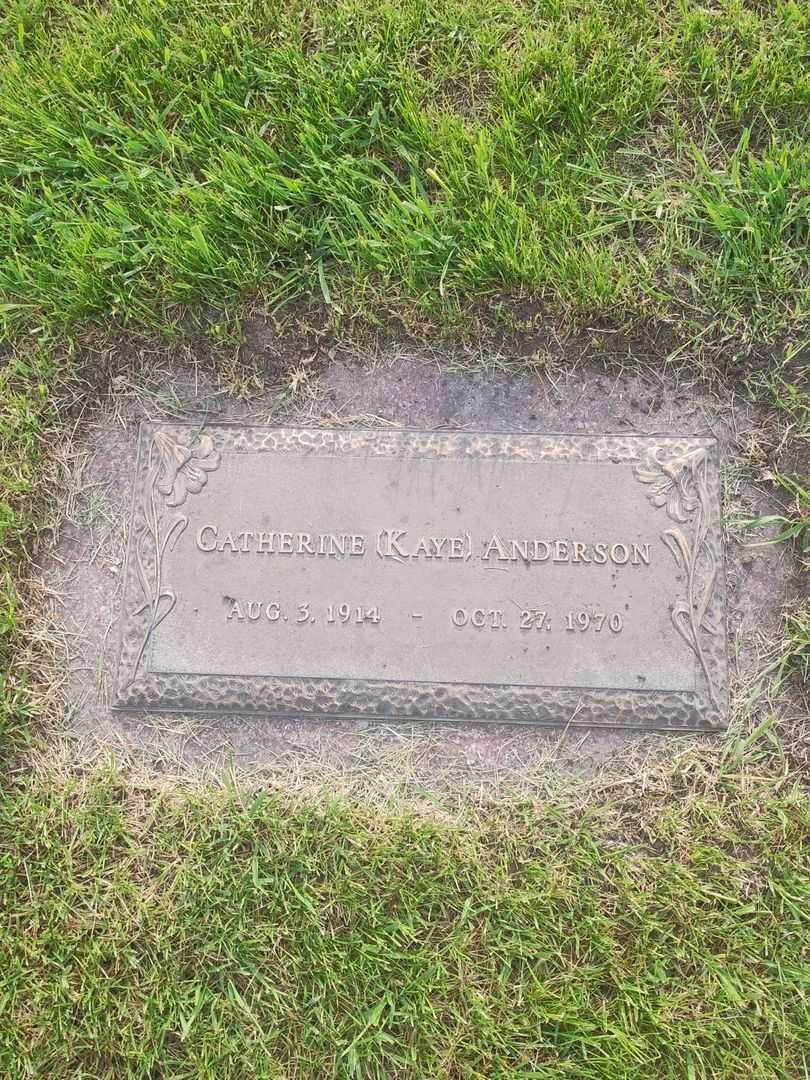 Catherine (Kaye) Anderson
AUG. 3, 1914 - OCT. 27, 1970